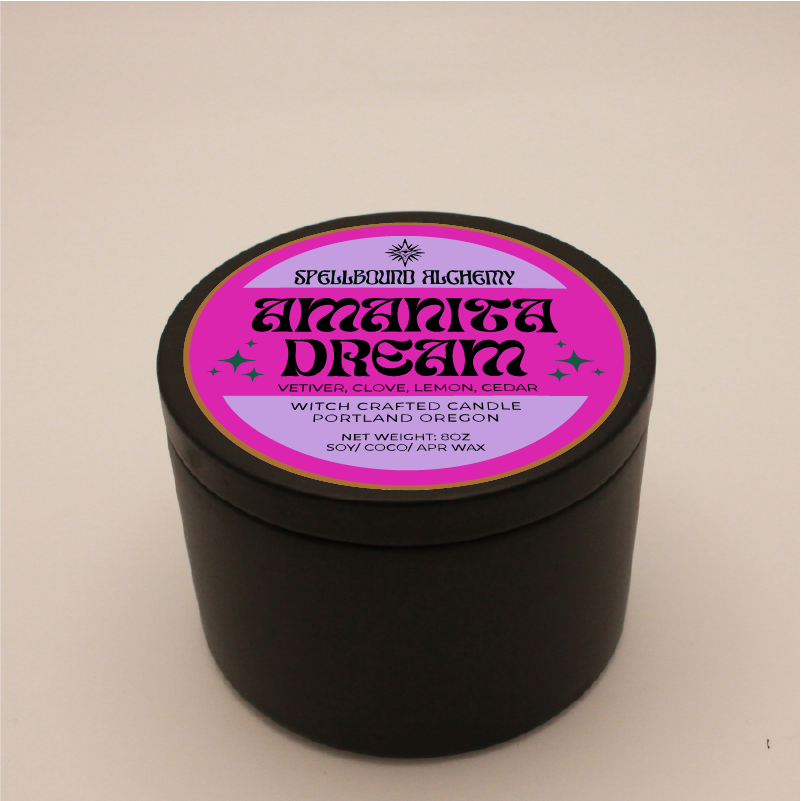 SPELLBOUND ALCHEMY
AMANITA
DREAM
VETIVER, CLOVE, LEMON, CEDAR
WITCH CRAFTED CANDLE
PORTLAND OREGON
NET WEIGHT: 8OZ
SOY/ COCO/ APR WAX